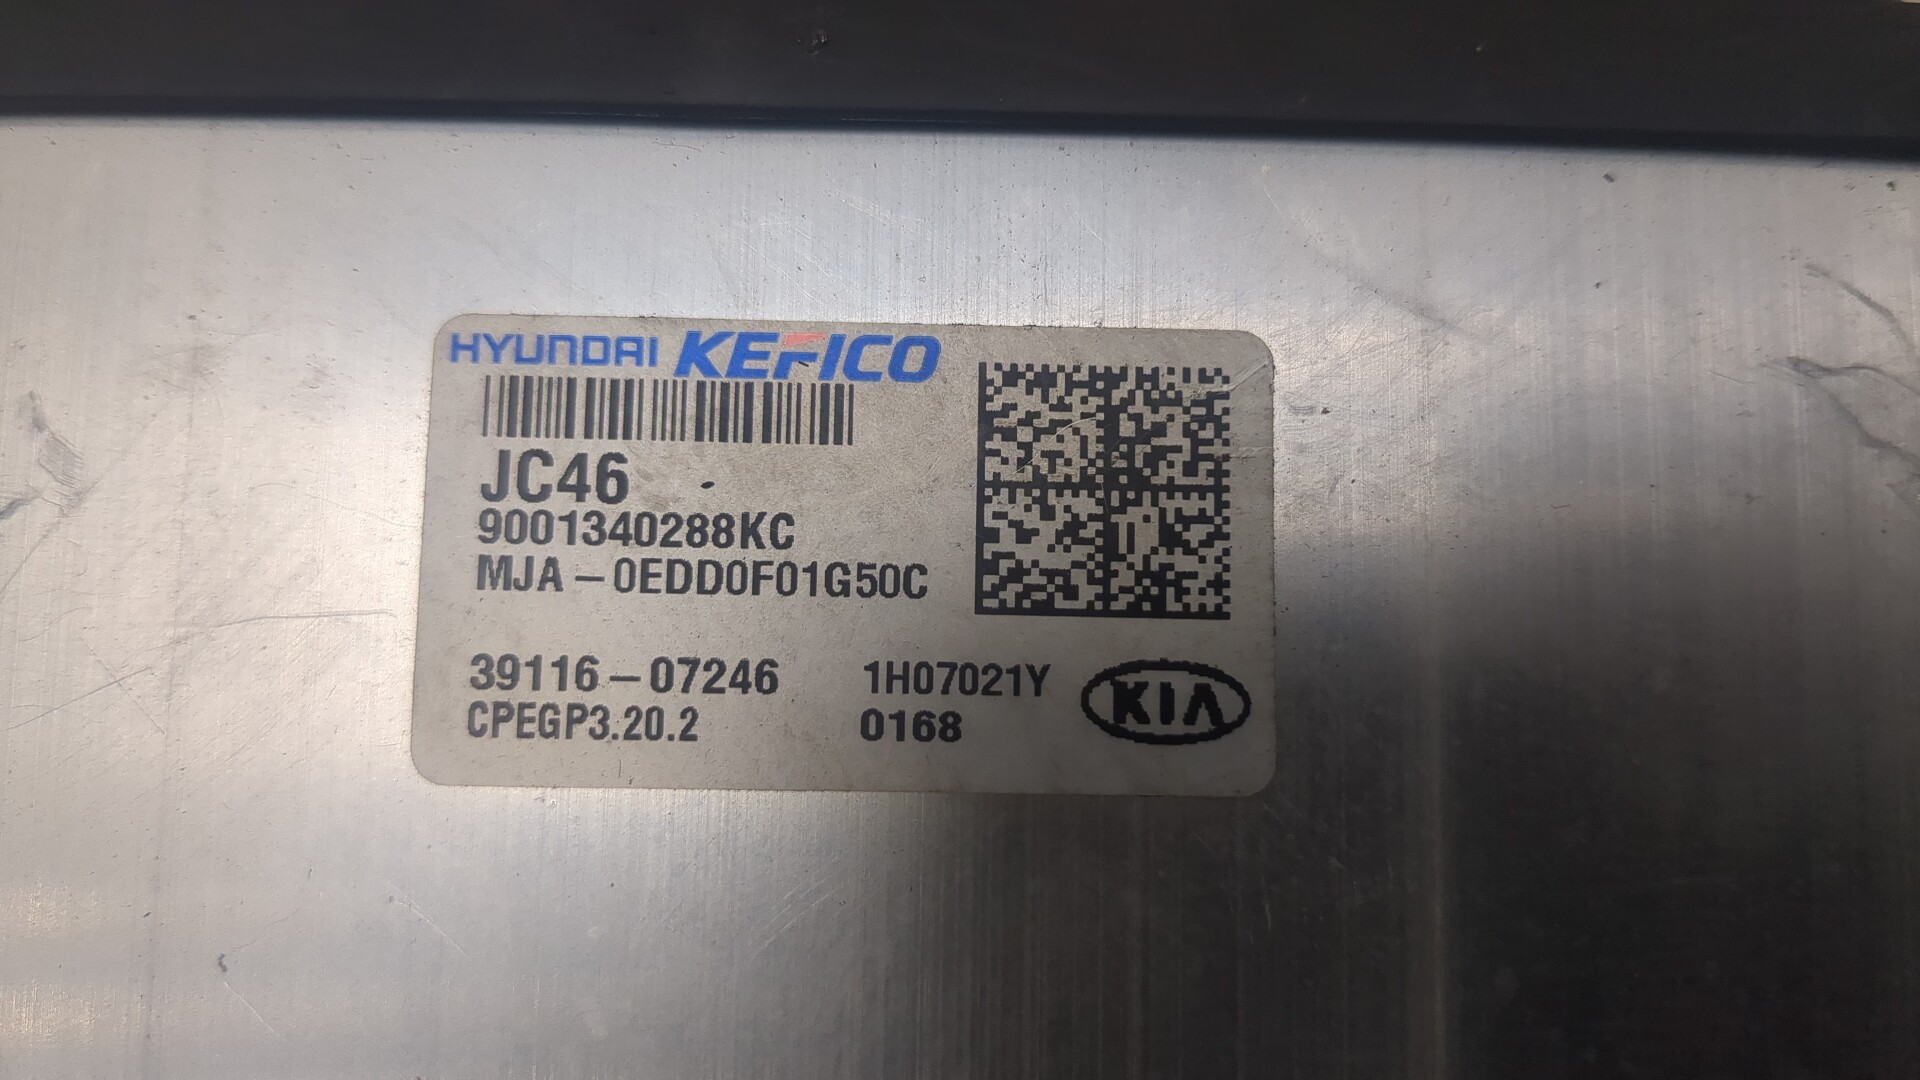 HYUNDAI KEFICO
JC46
9001340288KC
MJA-0EDD0F01G50C
39116-07246 1H07021Y
CPEGP3.20.2 0168
KIA